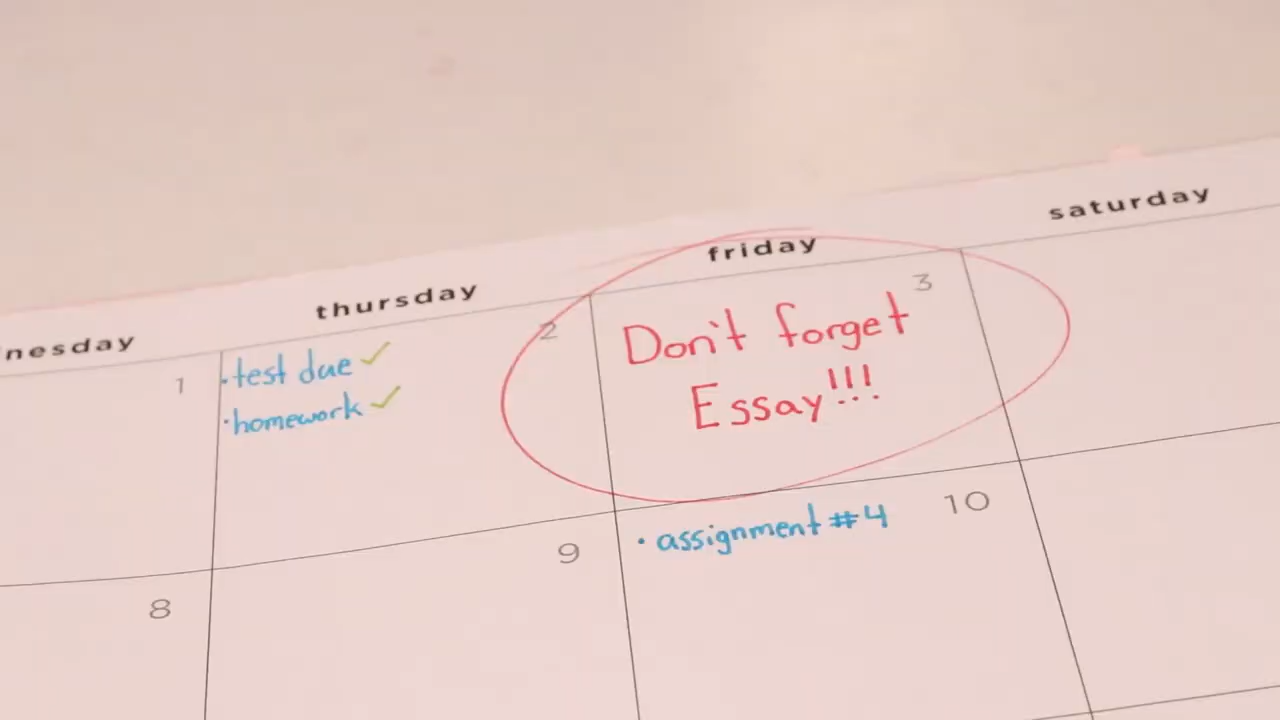 nesday
thursday
friday
saturday
1
2
3
·test due ✓
·homework ✓
Don't forget
Essay!!!
8
9
10
· assignment #4